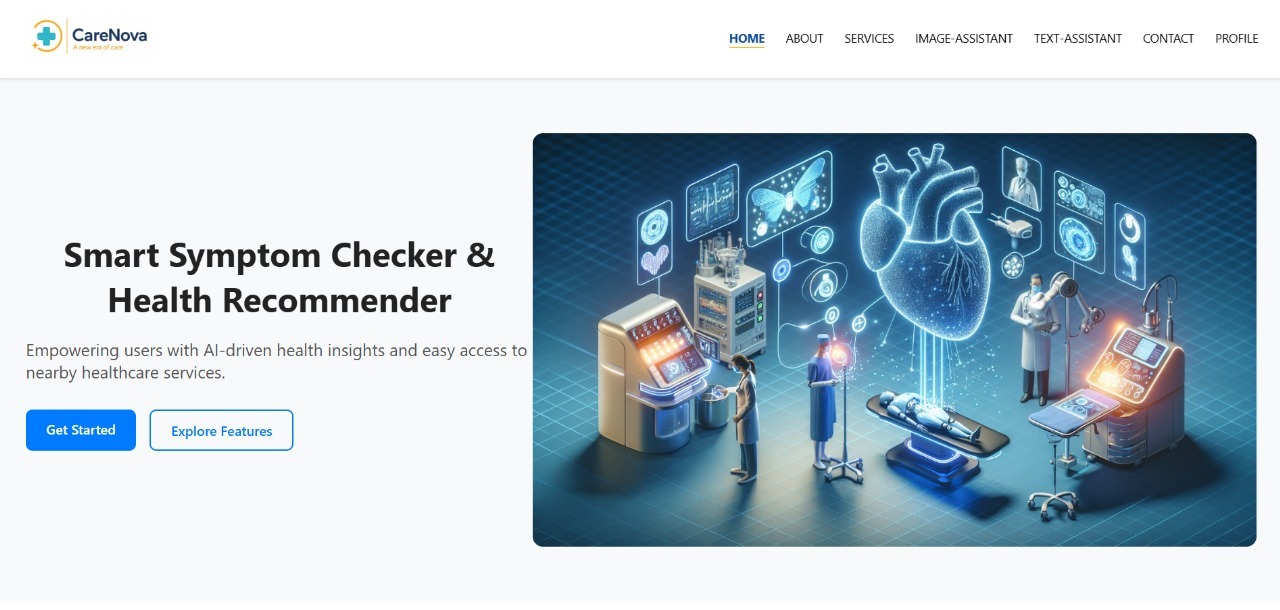 CareNova
A new era of care
HOME ABOUT SERVICES IMAGE-ASSISTANT TEXT-ASSISTANT CONTACT PROFILE
Smart Symptom Checker &
Health Recommender
Empowering users with AI-driven health insights and easy access to
nearby healthcare services.
Get Started Explore Features